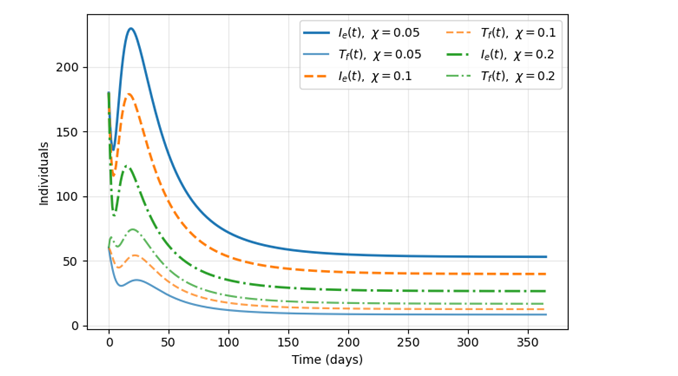 I_e(t), χ = 0.05
T_f(t), χ = 0.05
I_e(t), χ = 0.1
T_f(t), χ = 0.1
I_e(t), χ = 0.2
T_f(t), χ = 0.2
Individuals
200
150
100
50
0
0 50 100 150 200 250 300 350
Time (days)